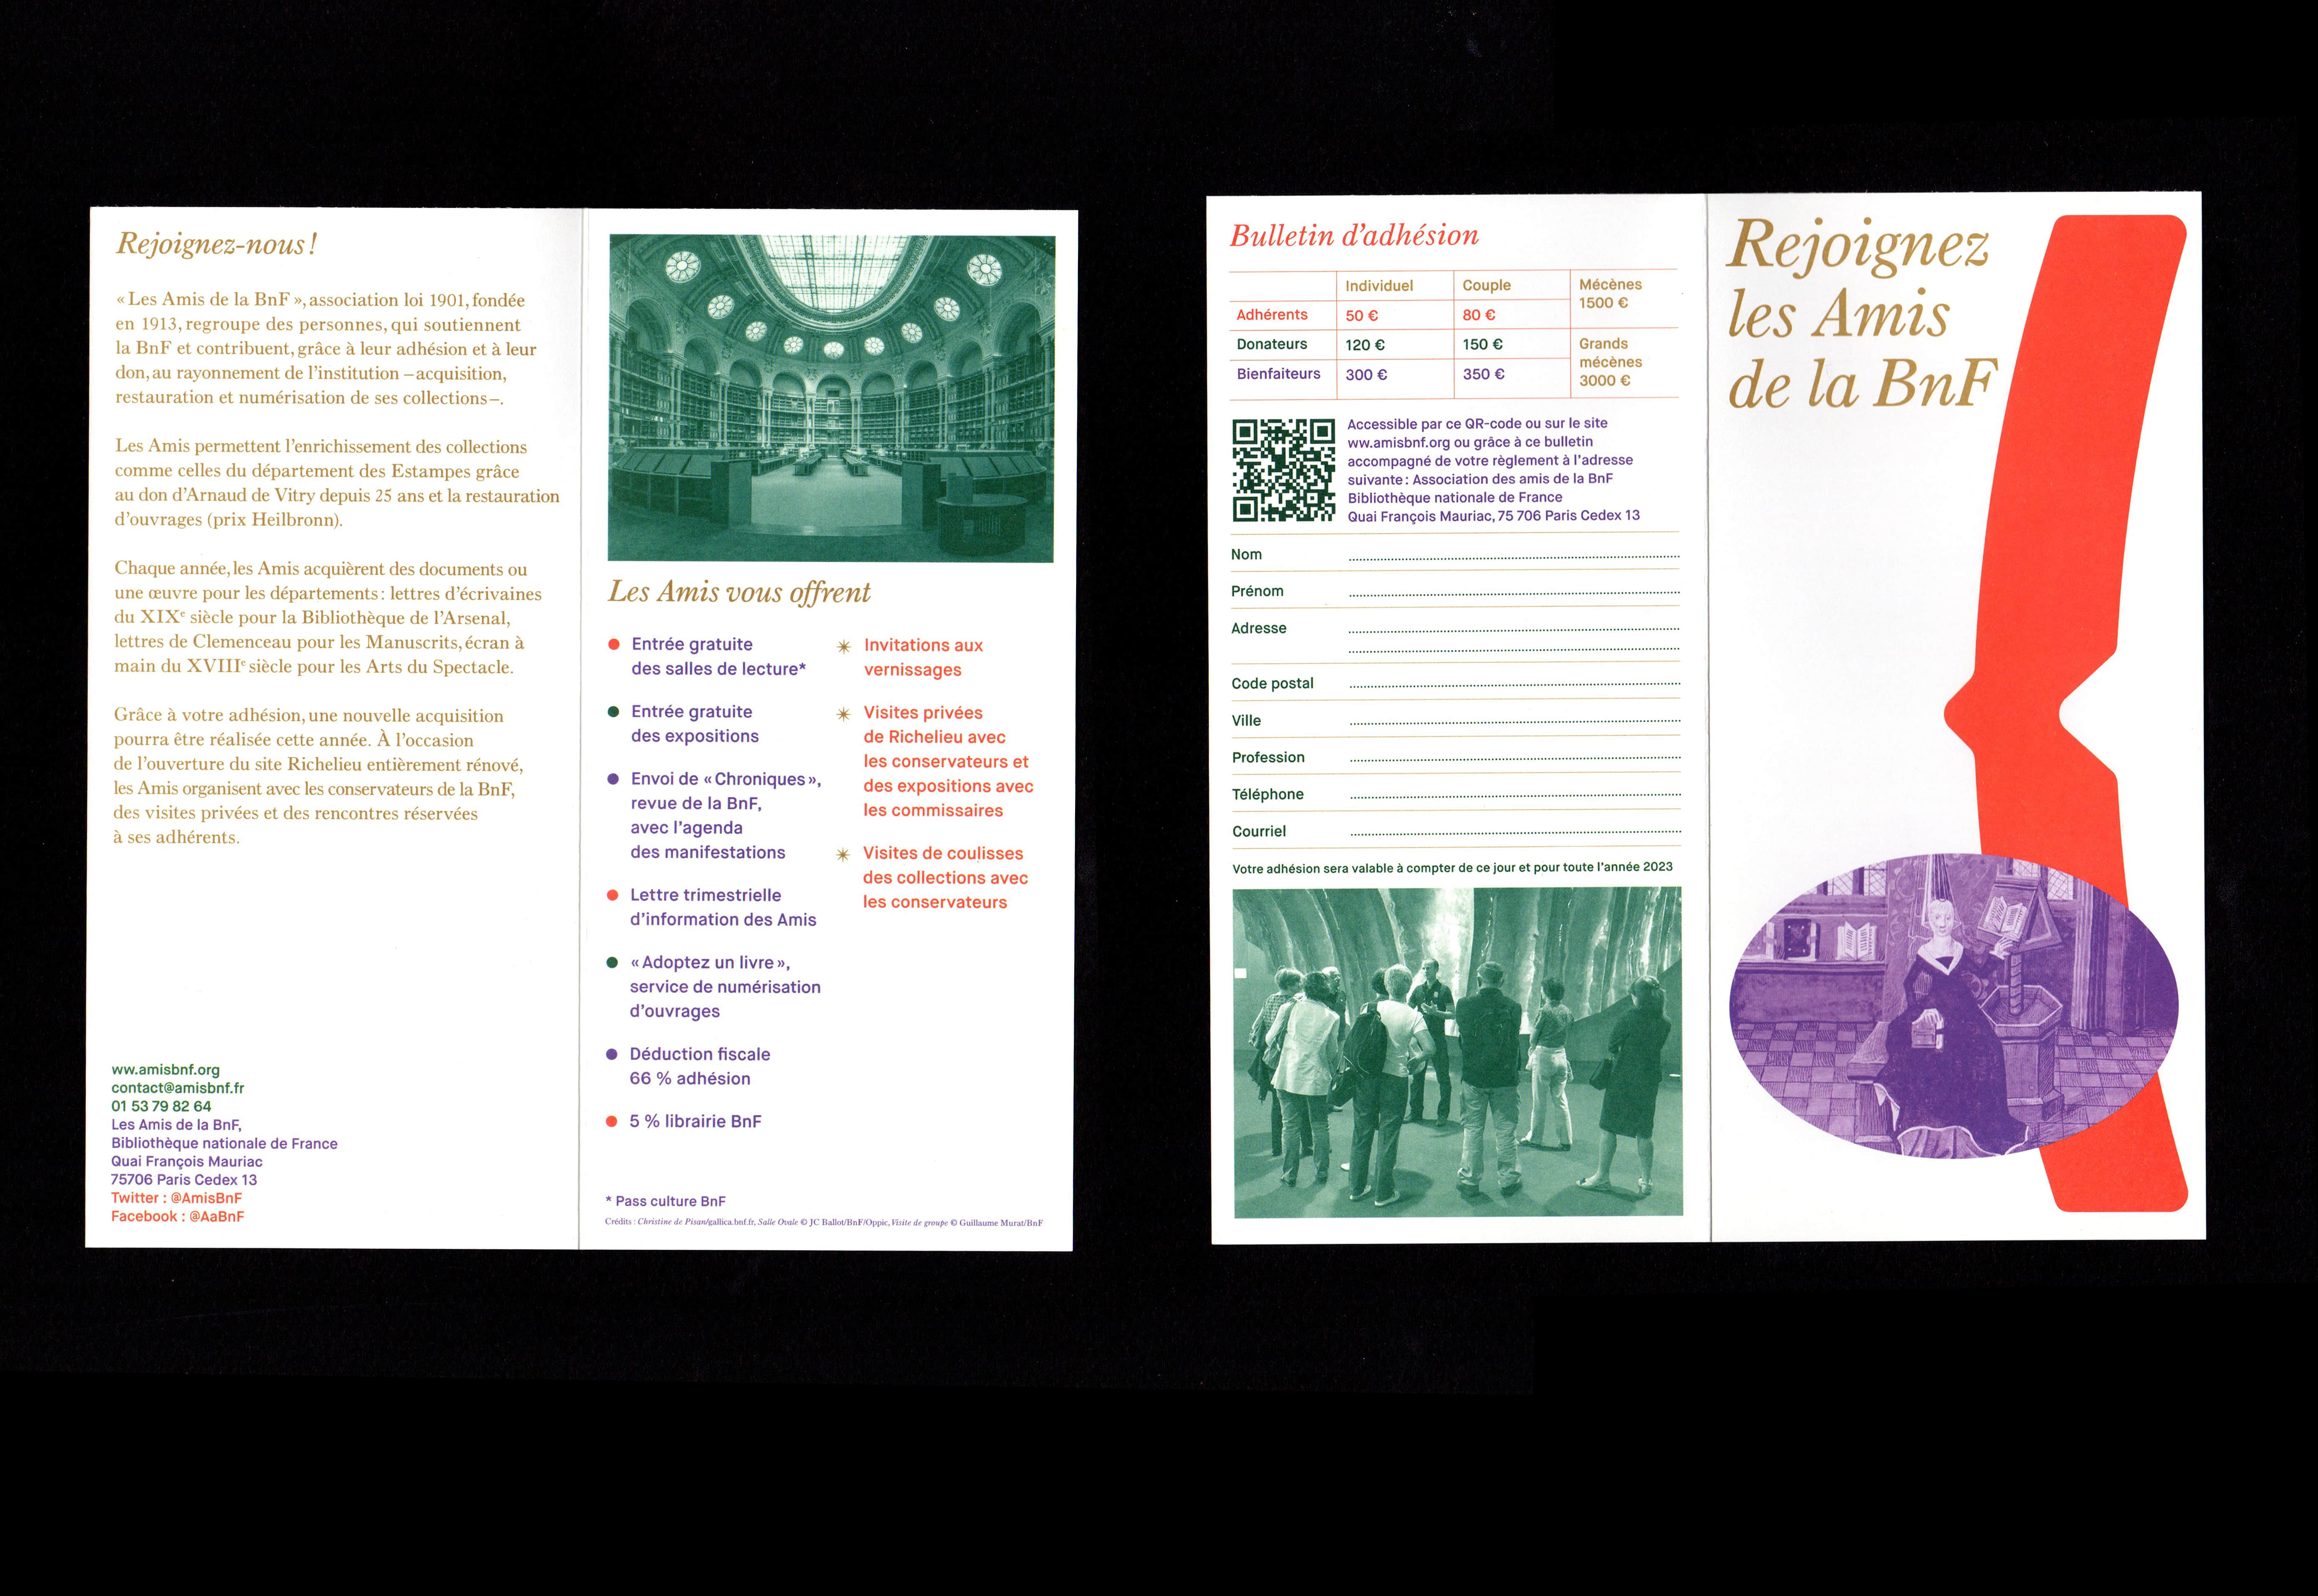 Rejoignez-nous !
« Les Amis de la BnF », association loi 1901, fondée
en 1913, regroupe des personnes, qui soutiennent
la BnF et contribuent, grâce à leur adhésion et à leur
don, au rayonnement de l’institution – acquisition,
restauration et numérisation de ses collections –.
Les Amis permettent l’enrichissement des collections
comme celles du département des Estampes grâce
au don d’Arnaud de Vitry depuis 25 ans et la restauration
d’ouvrages (prix Heilbronn).
Chaque année, les Amis acquièrent des documents ou
une œuvre pour les départements : lettres d’écrivaines
du XIXe siècle pour la Bibliothèque de l’Arsenal,
lettres de Clemenceau pour les Manuscrits, écran à
main du XVIIIe siècle pour les Arts du Spectacle.
Grâce à votre adhésion, une nouvelle acquisition
pourra être réalisée cette année. À l’occasion
de l’ouverture du site Richelieu entièrement rénové,
les Amis organisent avec les conservateurs de la BnF,
des visites privées et des rencontres réservées
à ses adhérents.
ww.amisbnf.org
contact@amisbnf.fr
01 53 79 82 64
Les Amis de la BnF,
Bibliothèque nationale de France
Quai François Mauriac
75706 Paris Cedex 13
Twitter : @AmisBnF
Facebook : @AaBnF
Les Amis vous offrent
Entrée gratuite
des salles de lecture*
Entrée gratuite
des expositions
Envoi de « Chroniques »,
revue de la BnF,
avec l’agenda
des manifestations
Lettre trimestrielle
d’information des Amis
« Adoptez un livre »,
service de numérisation
d’ouvrages
Déduction fiscale
66 % adhésion
5 % librairie BnF
Invitations aux
vernissages
Visites privées
de Richelieu avec
les conservateurs et
des expositions avec
les commissaires
Visites de coulisses
des collections avec
les conservateurs
* Pass culture BnF
Crédits : Christine de Pisan/gallica.bnf.fr, Salle Ovale © JC Ballot/BnF/Oppic, Visite de groupe © Guillaume Murat/BnF
Bulletin d’adhésion
Individuel Couple Mécènes
1500 €
Adhérents 50 € 80 €
Donateurs 120 € 150 € Grands
mécènes
Bienfaiteurs 300 € 350 € 3000 €
Accessible par ce QR-code ou sur le site
ww.amisbnf.org ou grâce à ce bulletin
accompagné de votre règlement à l’adresse
suivante : Association des amis de la BnF
Bibliothèque nationale de France
Quai François Mauriac, 75 706 Paris Cedex 13
Nom
Prénom
Adresse
Code postal
Ville
Profession
Téléphone
Courriel
Votre adhésion sera valable à compter de ce jour et pour toute l’année 2023
Rejoignez
les Amis
de la BnF